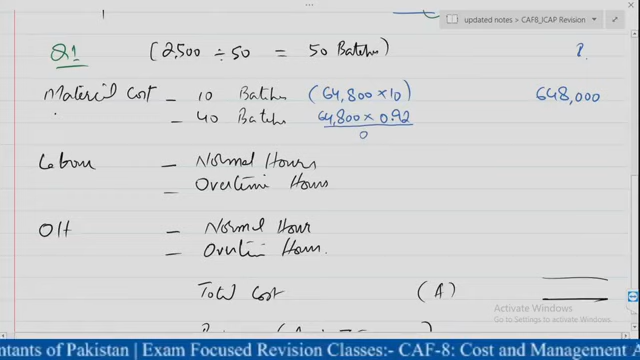 updated notes > CAF8_ICAP Revision
Q1 (2,500 ÷ 50 = 50 Batches) ?
Material Cost - 10 Batches (64,800 x 10) 648,000
- 40 Batches 64,800 x 0.92
0
Labour - Normal Hours
- Overtime Hours
OH - Normal Hour
- Overtime Hours.
Total Cost (A)
Activate Windows
Go to Settings to activate Windows.
ntants of Pakistan | Exam Focused Revision Classes:- CAF-8: Cost and Management A